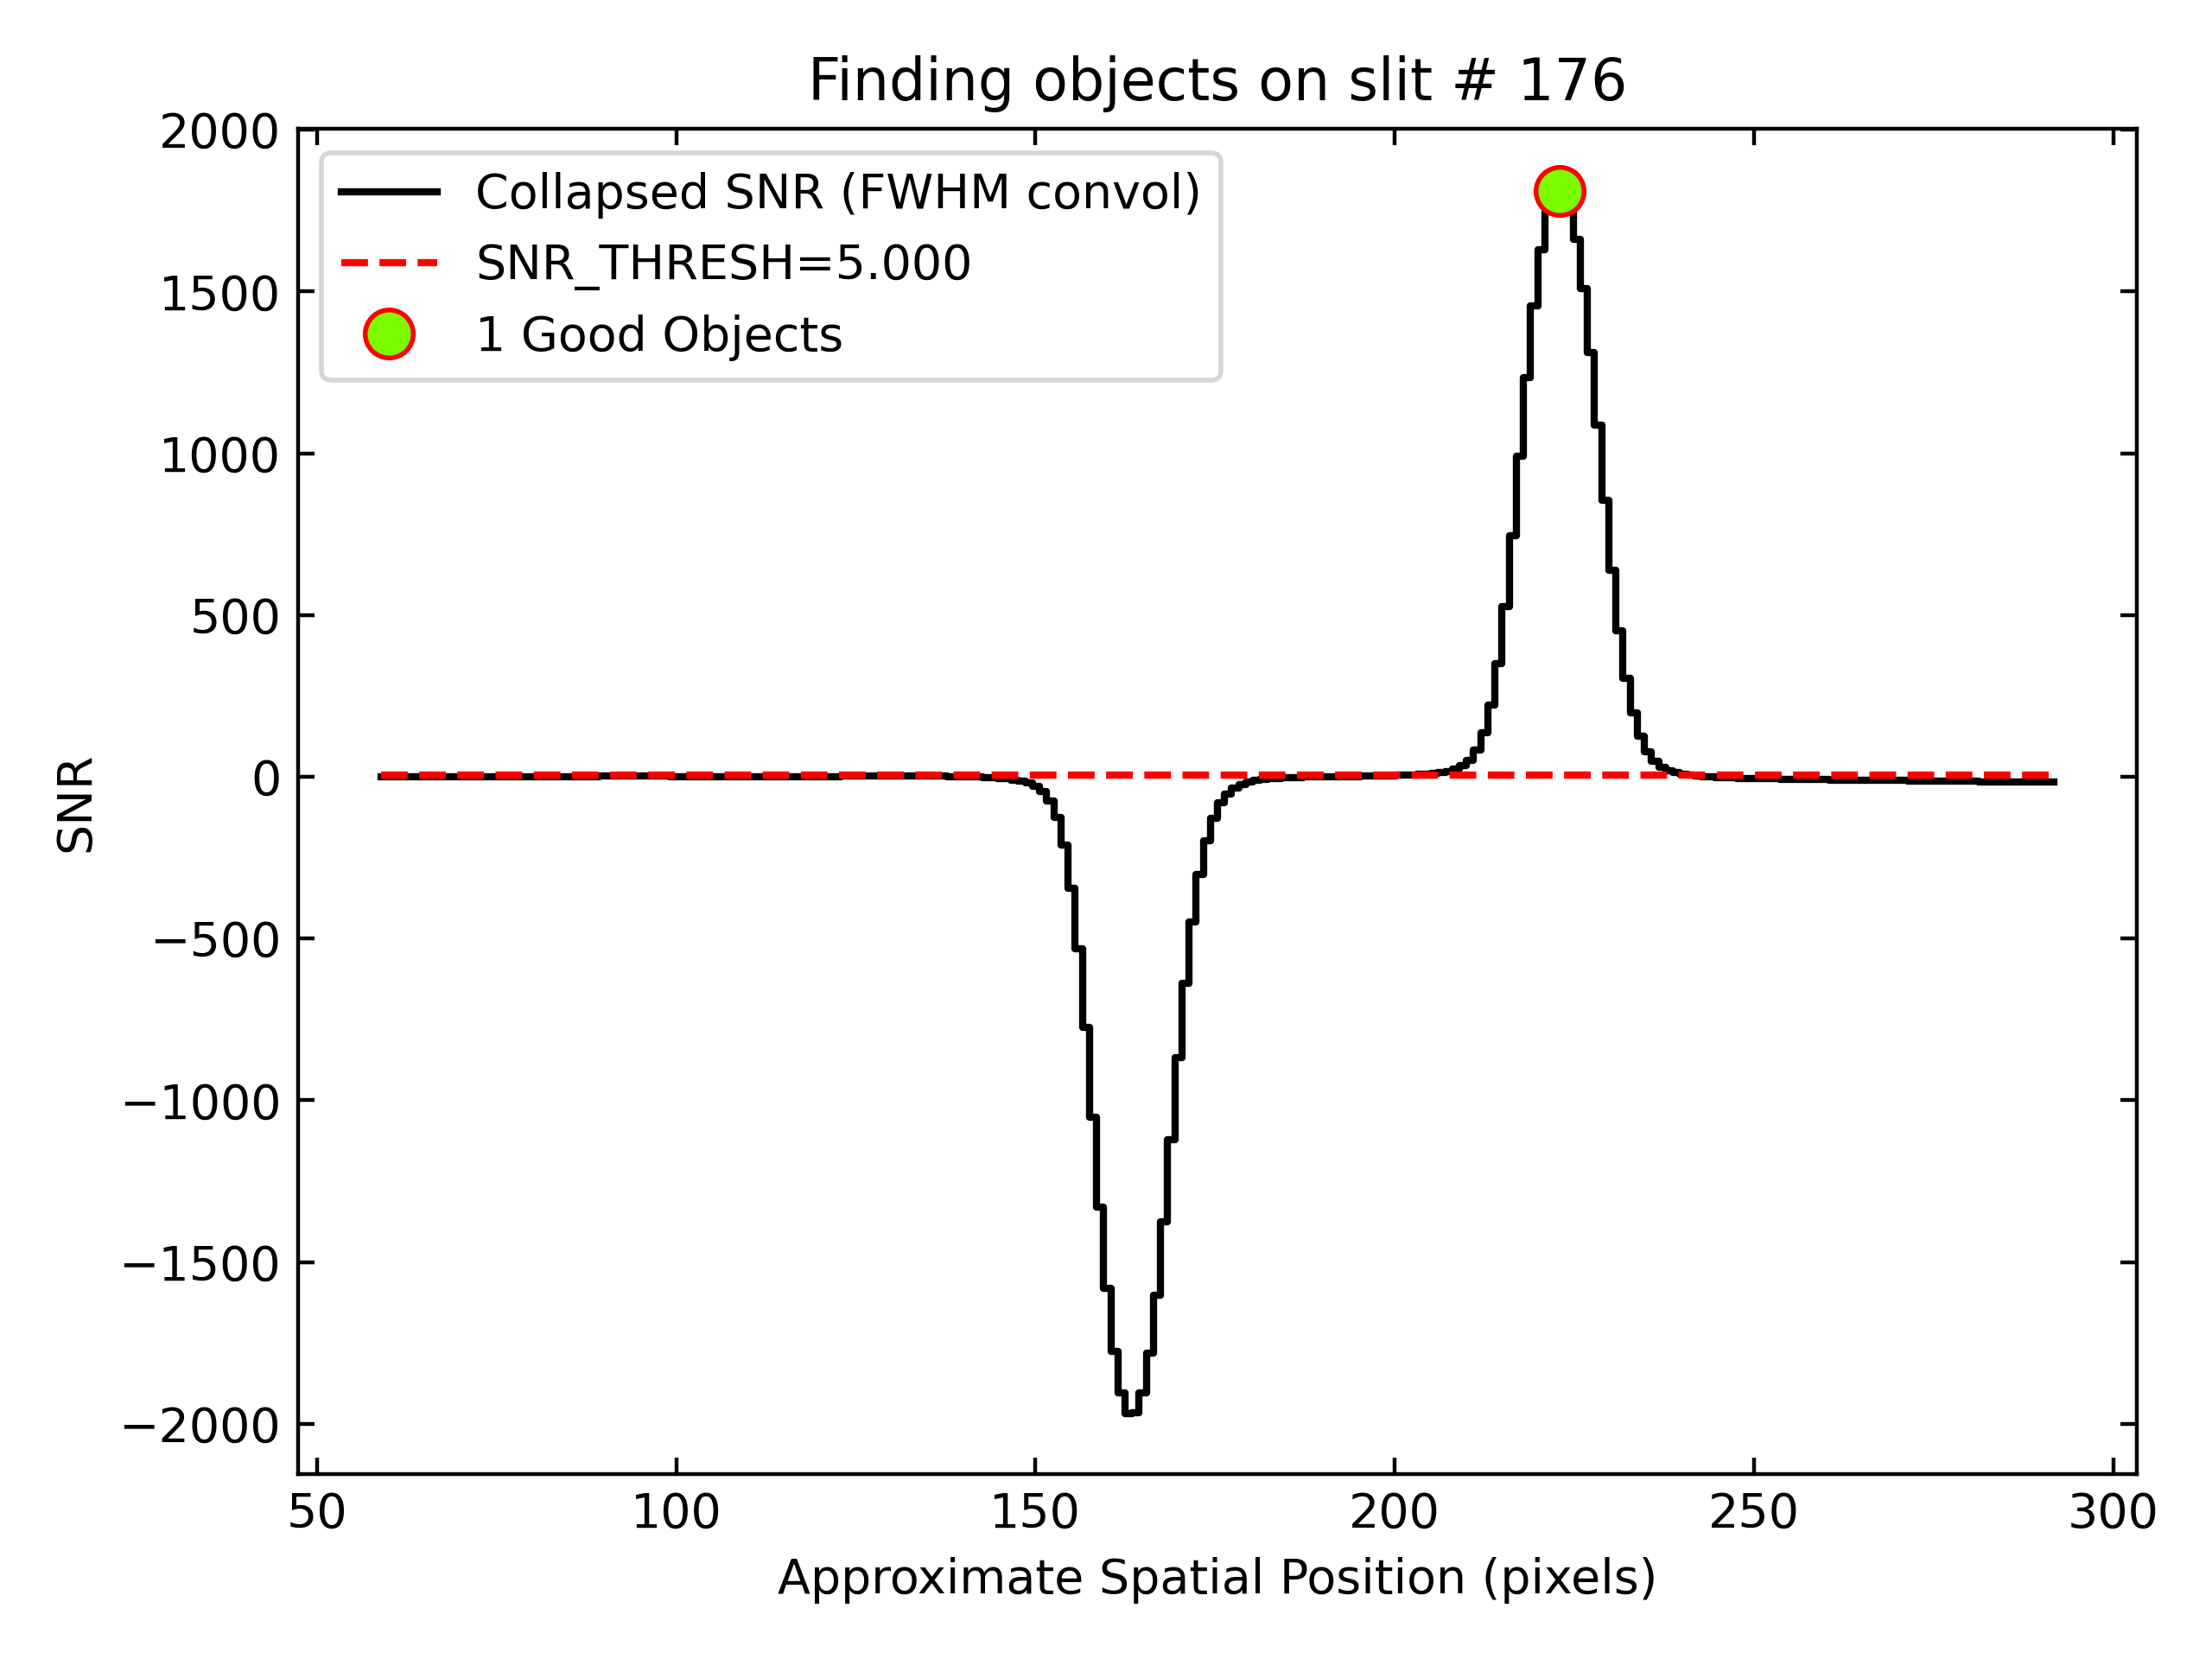 Finding objects on slit # 176
Collapsed SNR (FWHM convol)
SNR_THRESH=5.000
1 Good Objects
2000
1500
1000
500
0
−500
−1000
−1500
−2000
SNR
50 100 150 200 250 300
Approximate Spatial Position (pixels)